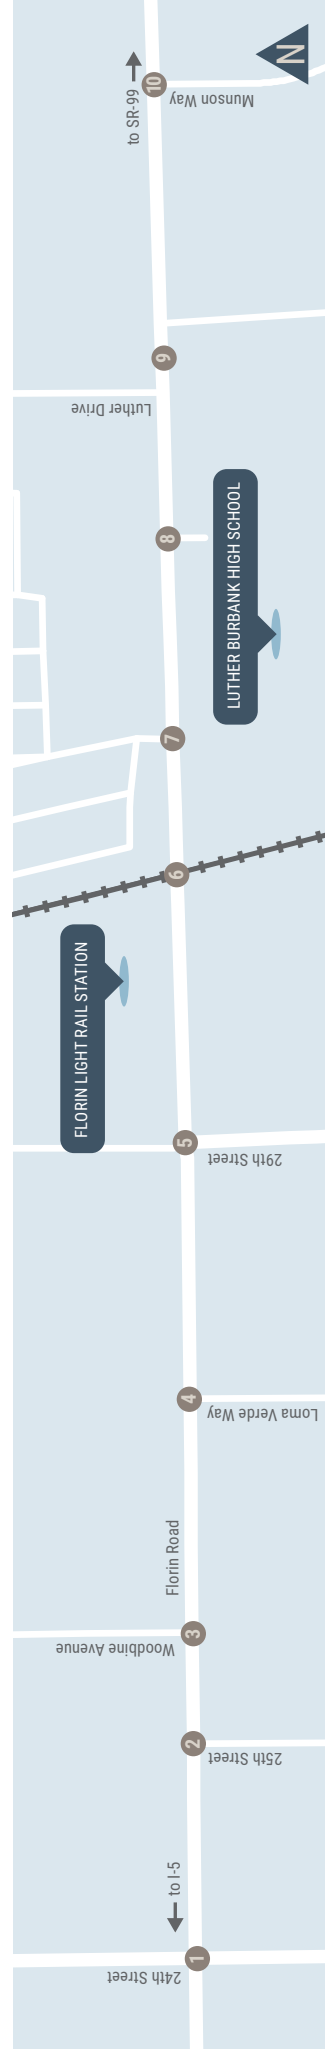 N
10
to SR-99
Munson Way
9
Luther Drive
8
LUTHER BURBANK HIGH SCHOOL
7
6
FLORIN LIGHT RAIL STATION
5
29th Street
4
Loma Verde Way
Florin Road
3
Woodbine Avenue
2
25th Street
to I-5
1
24th Street